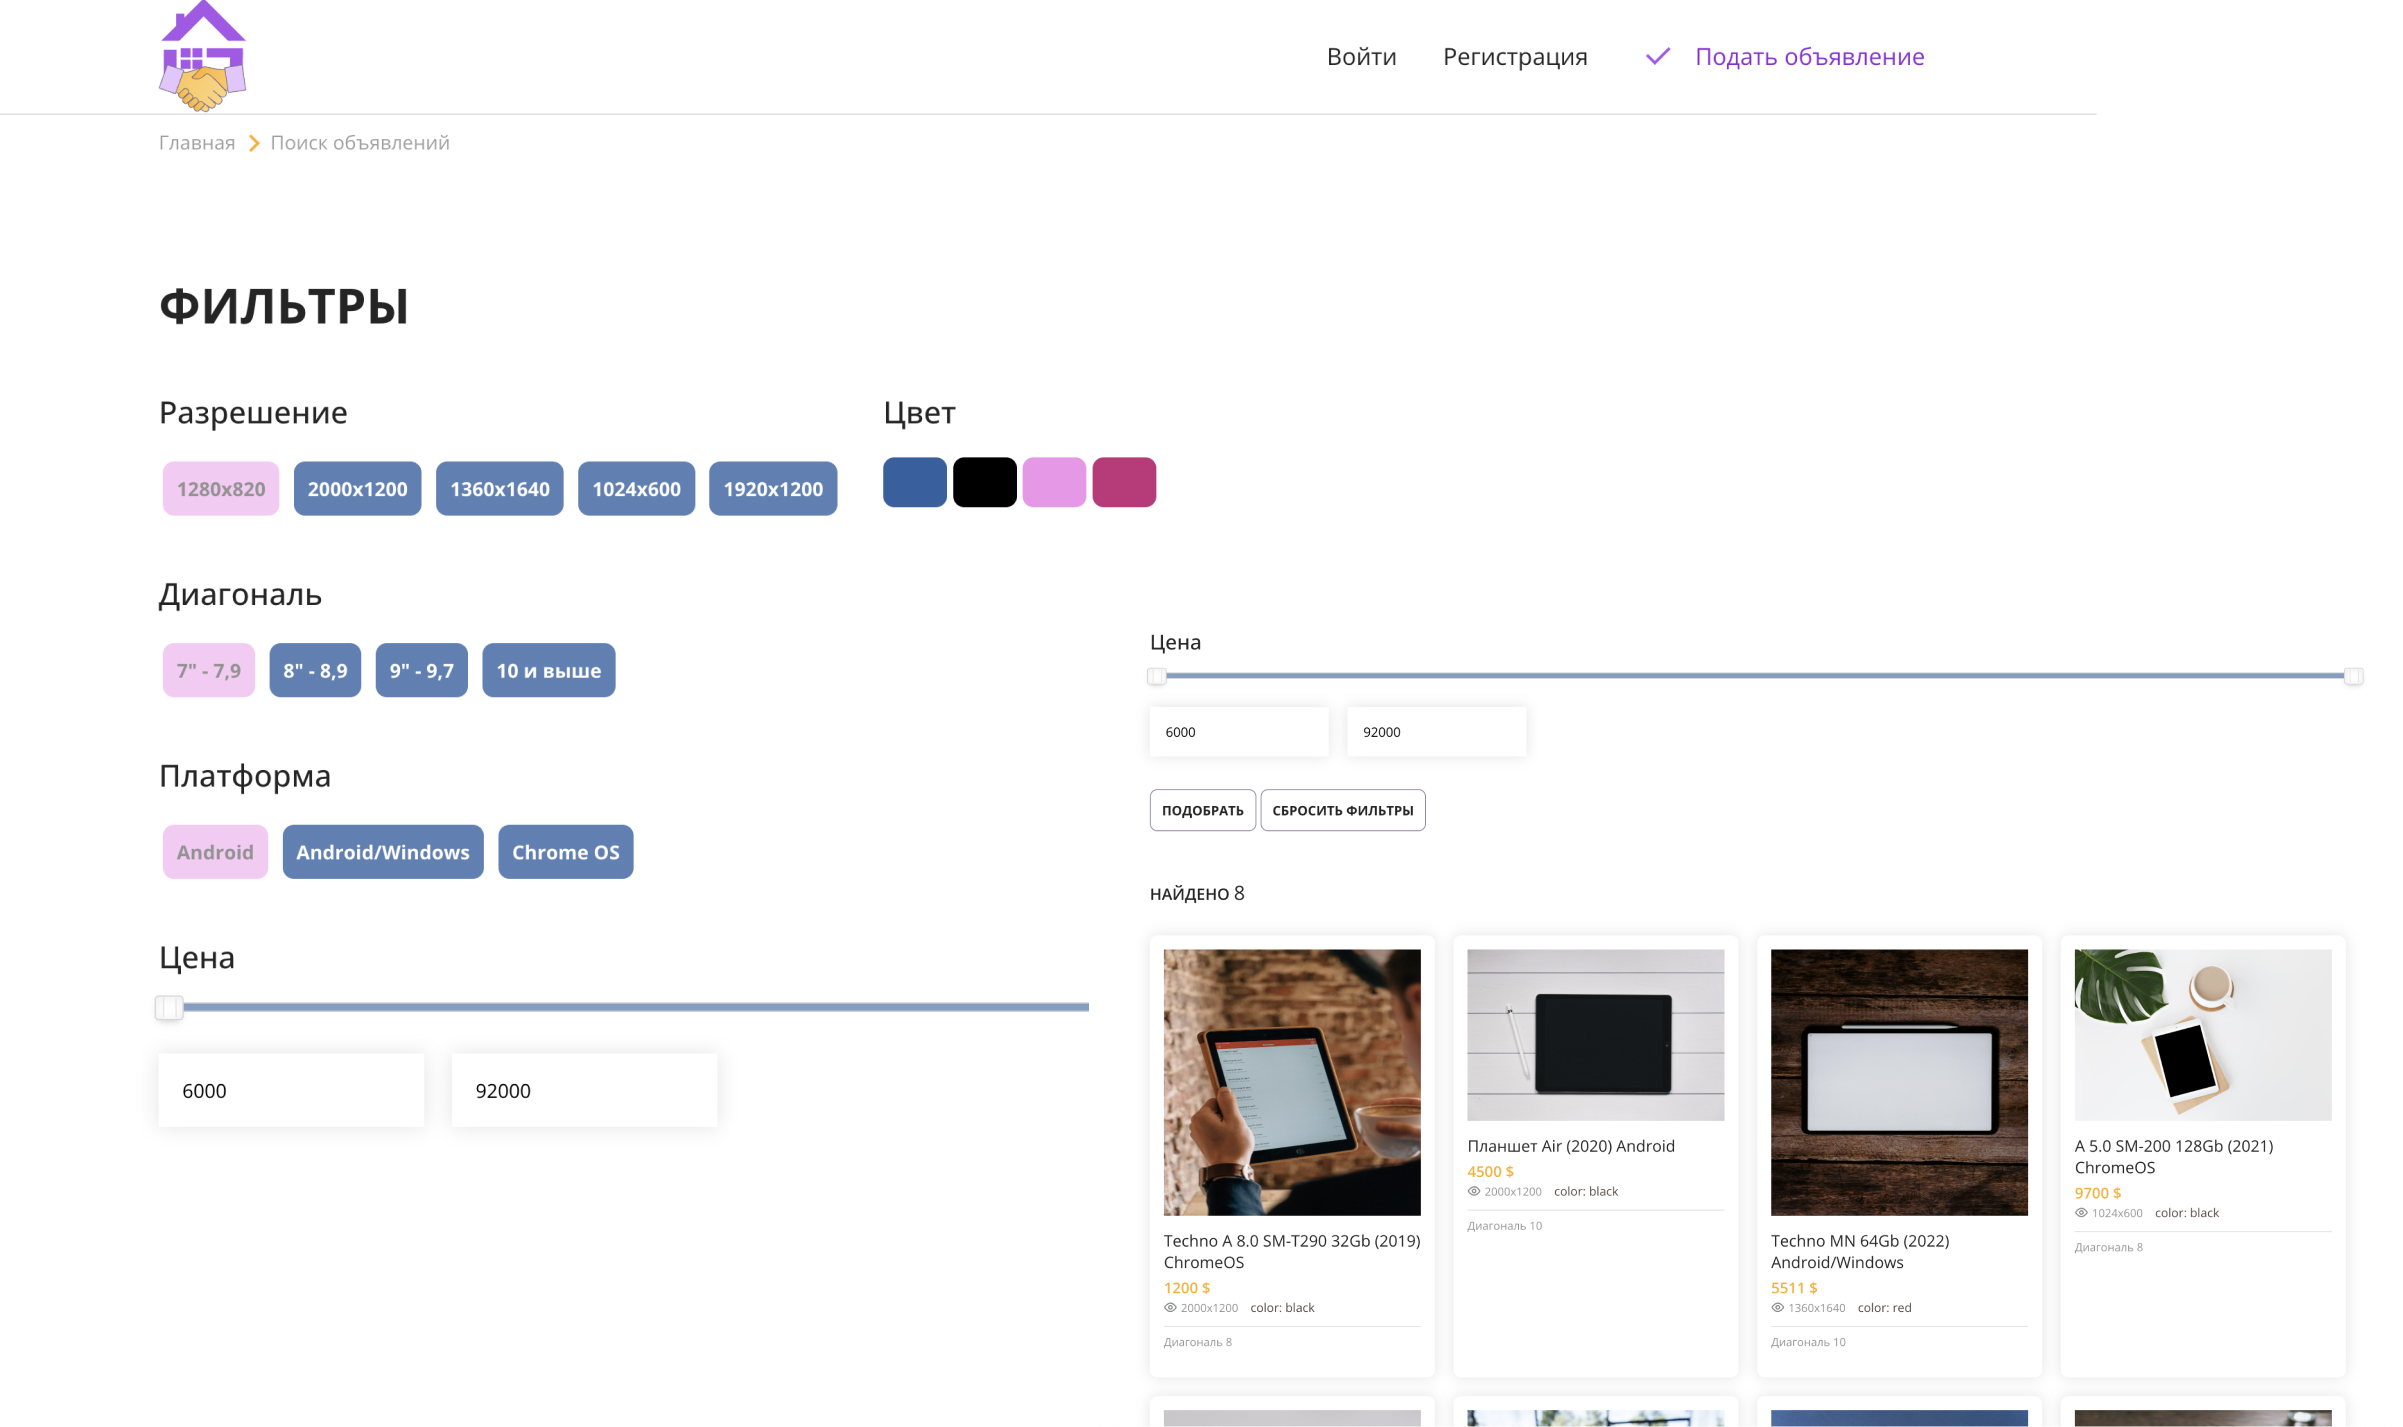 Войти Регистрация Подать объявление
Главная Поиск объявлений
ФИЛЬТРЫ
Разрешение
1280x820 2000x1200 1360x1640 1024x600 1920x1200
Цвет
Диагональ
7" - 7,9 8" - 8,9 9" - 9,7 10 и выше
Платформа
Android Android/Windows Chrome OS
Цена
6000 92000
Цена
6000 92000
ПОДОБРАТЬ СБРОСИТЬ ФИЛЬТРЫ
НАЙДЕНО 8
Techno A 8.0 SM-T290 32Gb (2019)
ChromeOS
1200 $
2000x1200 color: black
Диагональ 8
Планшет Air (2020) Android
4500 $
2000x1200 color: black
Диагональ 10
Techno MN 64Gb (2022)
Android/Windows
5511 $
1360x1640 color: red
Диагональ 10
A 5.0 SM-200 128Gb (2021)
ChromeOS
9700 $
1024x600 color: black
Диагональ 8